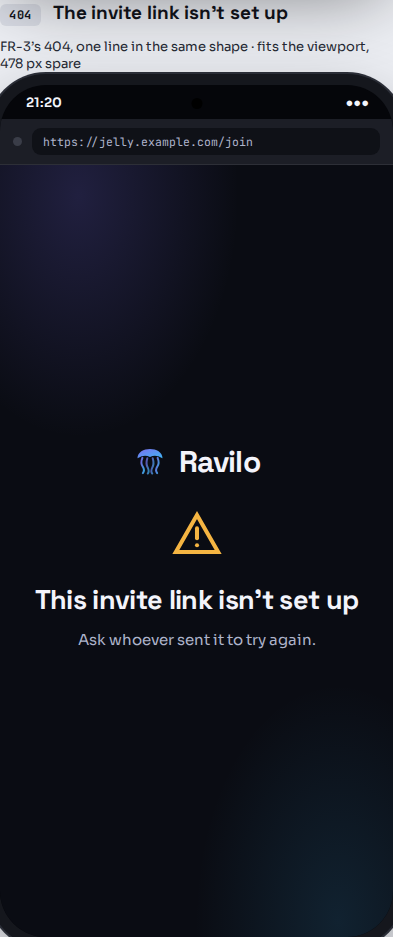 404 The invite link isn’t set up
FR-3’s 404, one line in the same shape · fits the viewport,
478 px spare
21:20
https://jelly.example.com/join
Ravilo
This invite link isn’t set up
Ask whoever sent it to try again.